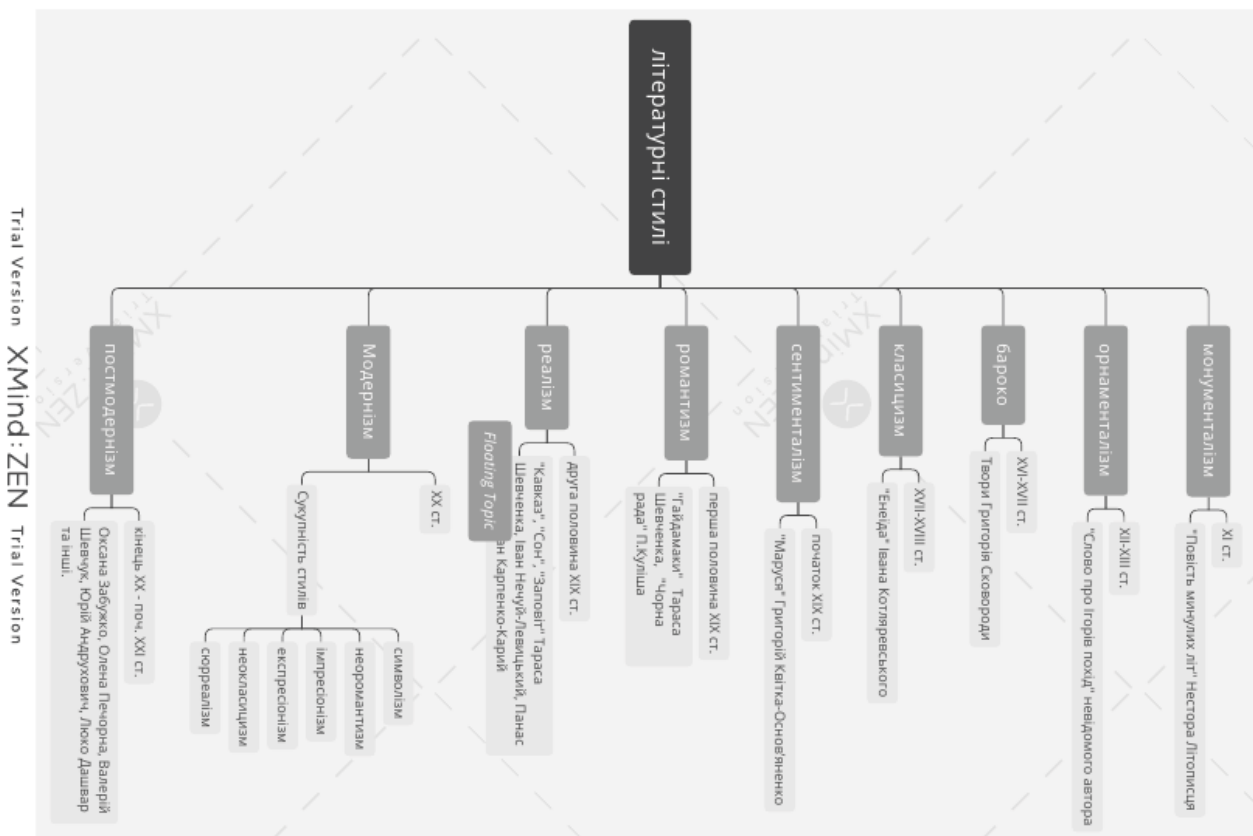 літературні стилі
монументалізм
XI ст.
"Повість минулих літ" Нестора Літописця
орнаменталізм
XII-XIII ст.
"Слово про Ігорів похід" невідомого автора
бароко
XVI-XVII ст.
Твори Григорія Сковороди
класицизм
XVII-XVIII ст.
"Енеїда" Івана Котляревського
сентименталізм
початок XIX ст.
"Маруся" Григорій Квітка-Основ'яненко
романтизм
перша половина XIX ст.
"Гайдамаки" Тараса
Шевченка, "Чорна
рада" П.Куліша
реалізм
друга половина XIX ст.
"Кавказ", "Сон", "Заповіт" Тараса
Шевченка, Іван Нечуй-Левицький, Панас
ан Карпенко-Карий
Floating Topic
Модернізм
XX ст.
Сукупність стилів
символізм
неоромантизм
імпресіонізм
експресіонізм
неокласицизм
сюрреалізм
постмодернізм
кінець XX - поч. XXI ст.
Оксана Забужко, Олена Печорна, Валерій
Шевчук, Юрій Андрухович, Люко Дашвар
та інші.
Trial Version XMind:ZEN Trial Version